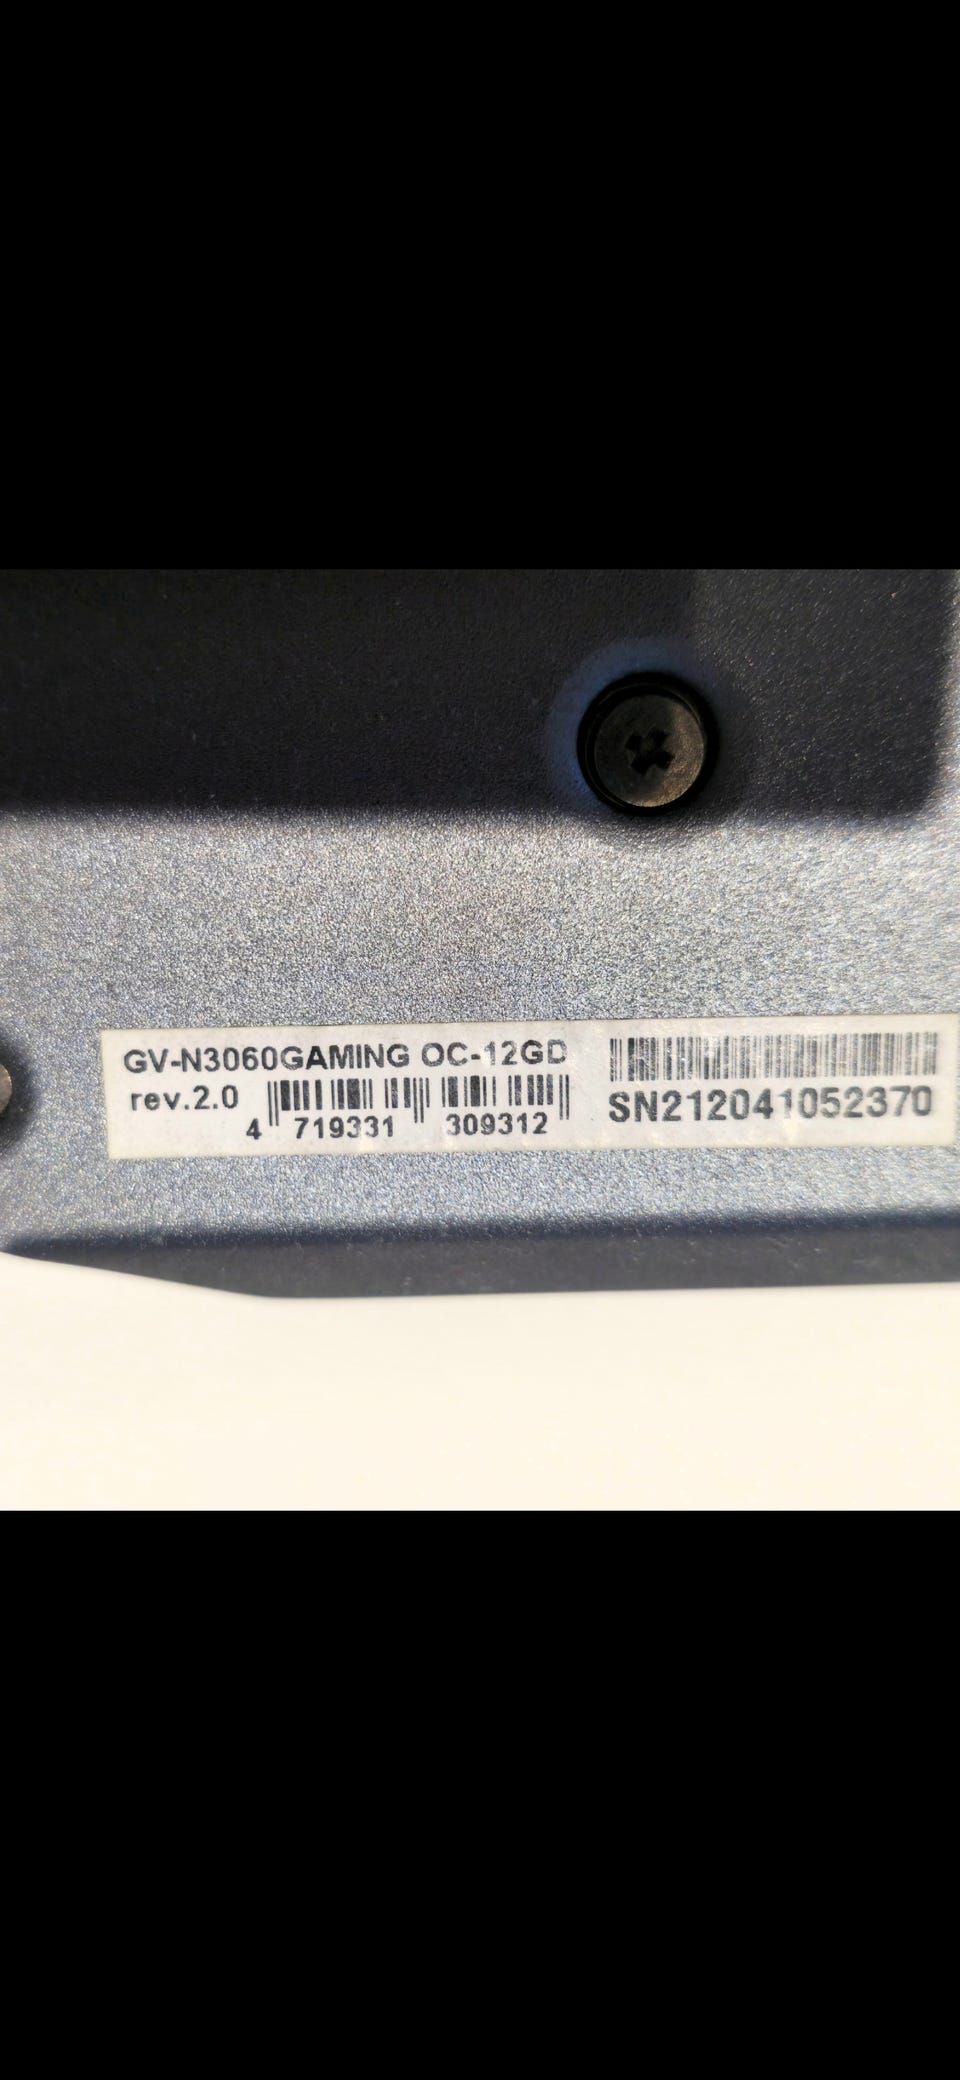 GV-N3060GAMING OC-12GD
rev.2.0
4 719331 309312
SN212041052370